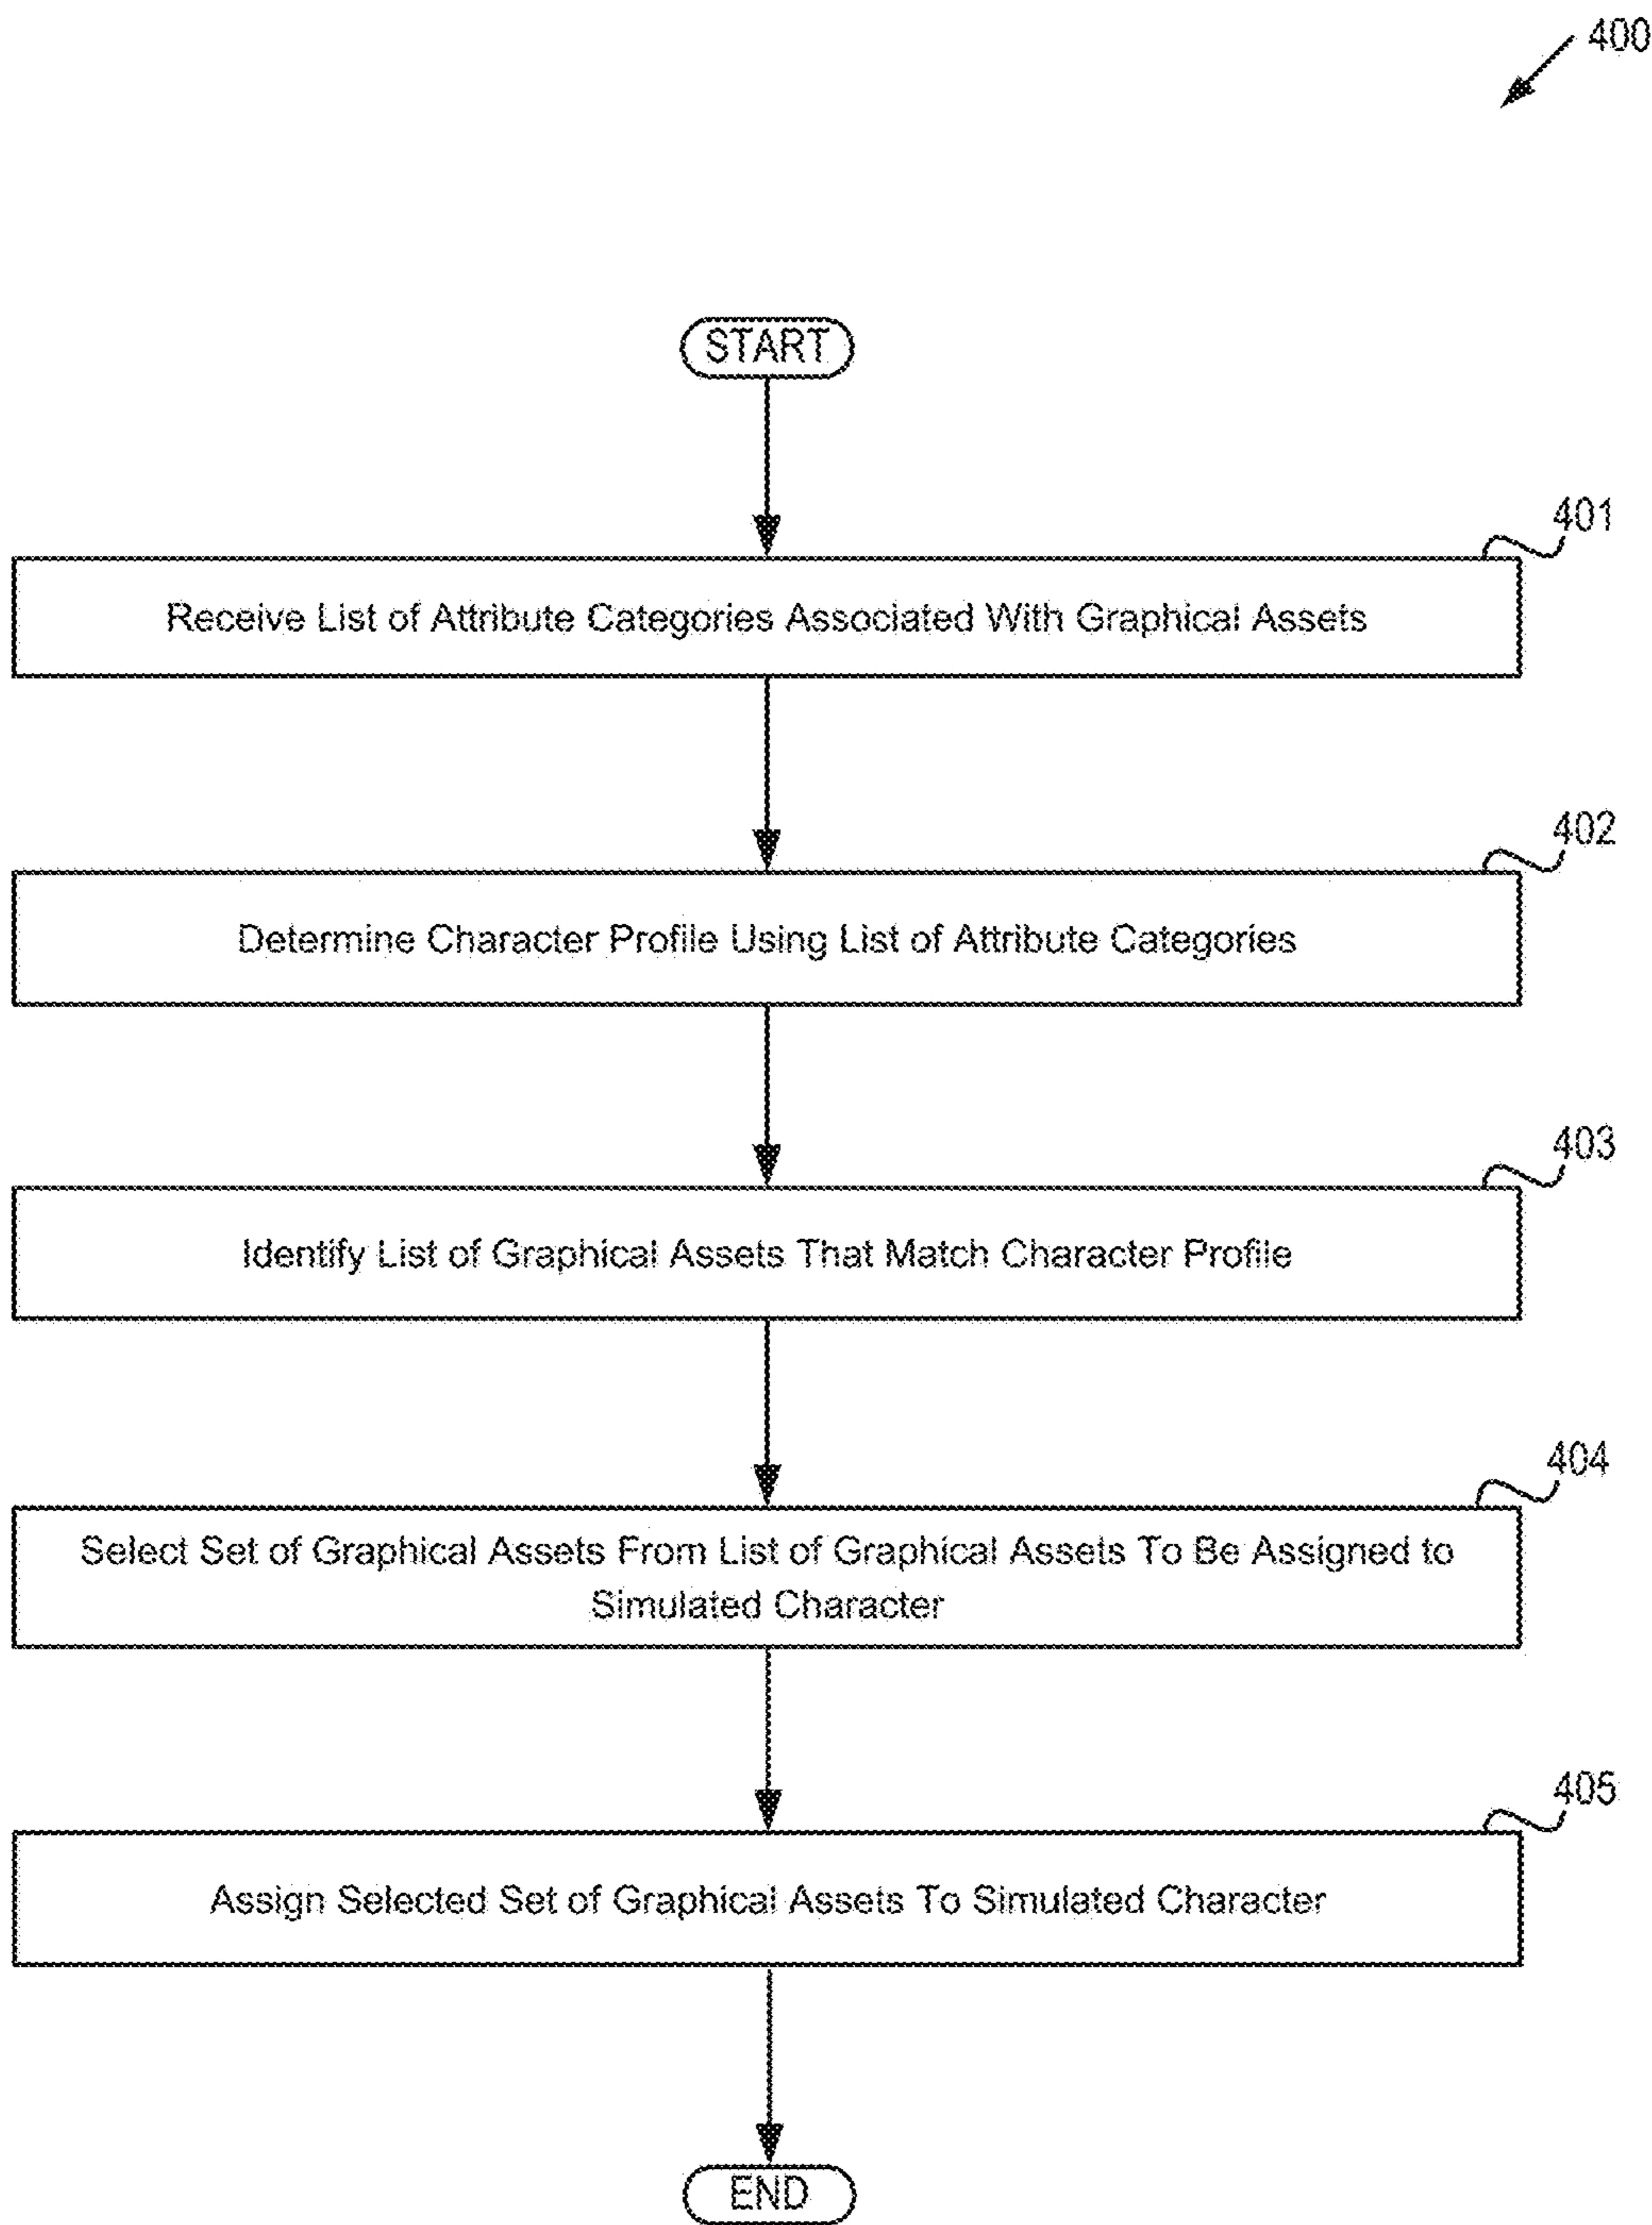 400
START
401
Receive List of Attribute Categories Associated With Graphical Assets
402
Determine Character Profile Using List of Attribute Categories
403
Identify List of Graphical Assets That Match Character Profile
404
Select Set of Graphical Assets From List of Graphical Assets To Be Assigned to
Simulated Character
405
Assign Selected Set of Graphical Assets To Simulated Character
END